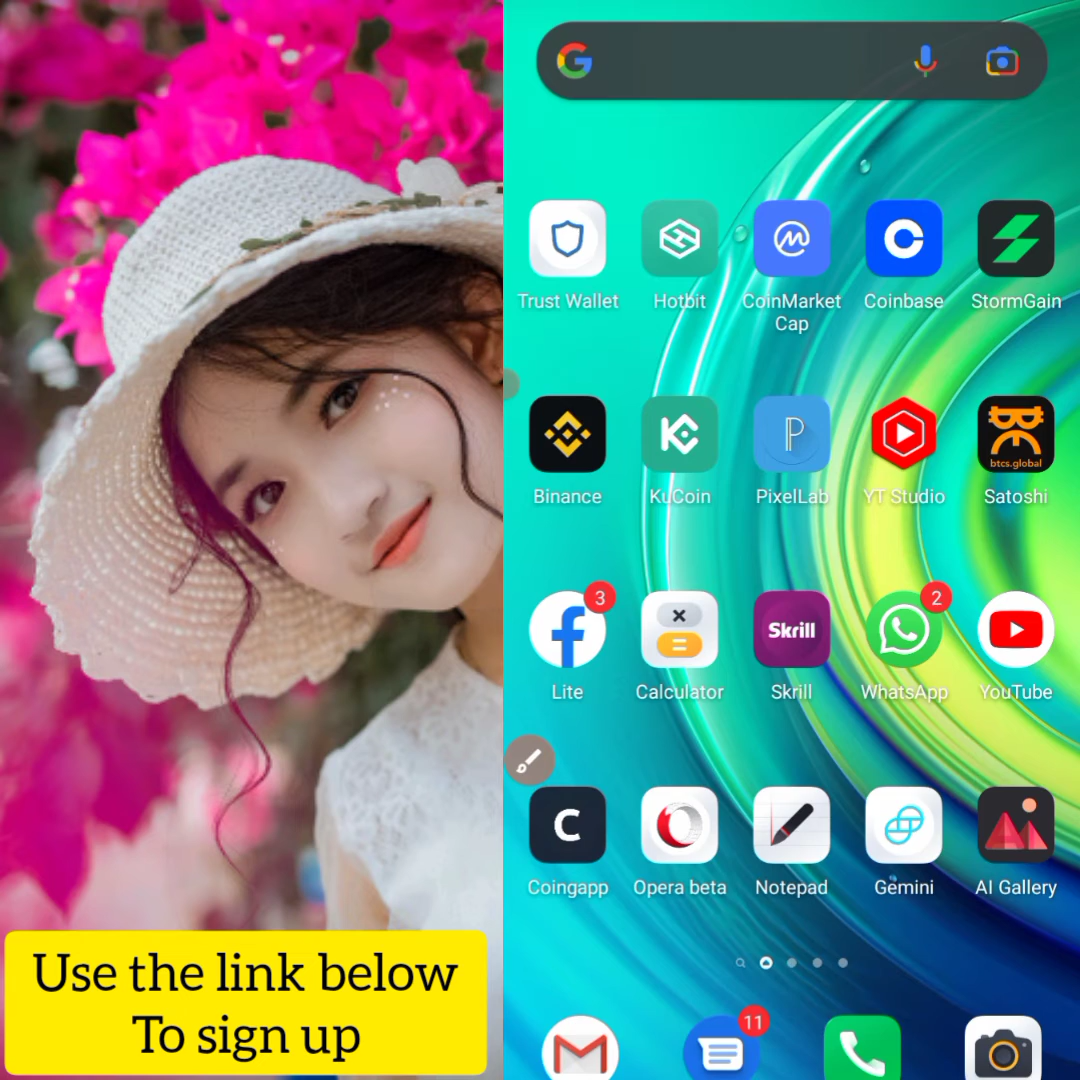 Trust Wallet
Hotbit
CoinMarket
Cap
Coinbase
StormGain
Binance
KuCoin
PixelLab
YT Studio
btcs.global
Satoshi
3
2
Skrill
Lite
Calculator
Skrill
WhatsApp
YouTube
Coingapp
Opera beta
Notepad
Gemini
AI Gallery
11
Use the link below
To sign up